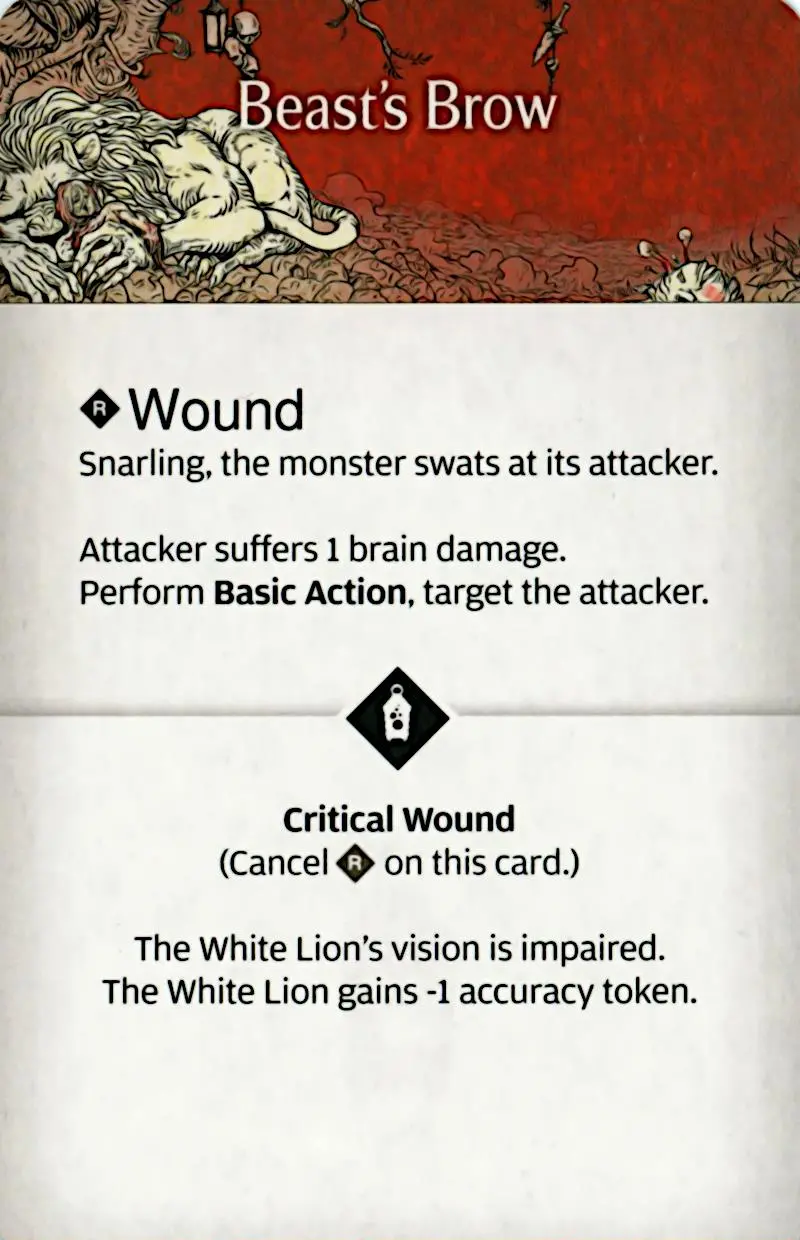 Beast's Brow
R Wound
Snarling, the monster swats at its attacker.
Attacker suffers 1 brain damage.
Perform Basic Action, target the attacker.
Critical Wound
(Cancel R on this card.)
The White Lion's vision is impaired.
The White Lion gains -1 accuracy token.